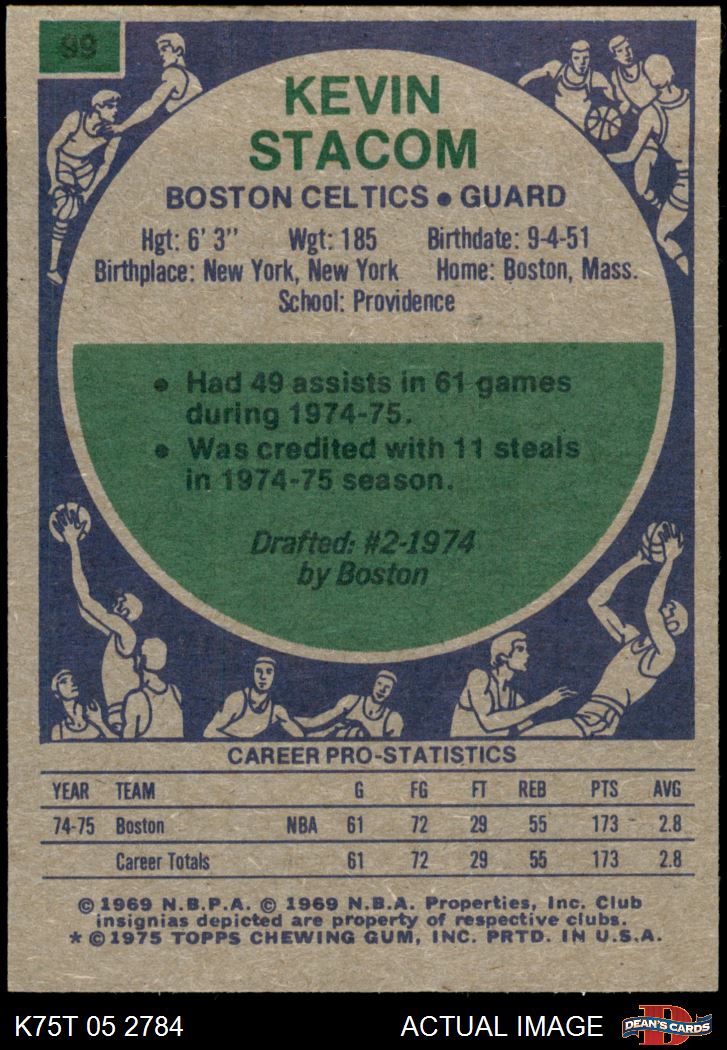 99
KEVIN
STACOM
BOSTON CELTICS • GUARD
Hgt: 6' 3" Wgt: 185 Birthdate: 9-4-51
Birthplace: New York, New York Home: Boston, Mass.
School: Providence
• Had 49 assists in 61 games
during 1974-75.
• Was credited with 11 steals
in 1974-75 season.
Drafted: #2-1974
by Boston
CAREER PRO-STATISTICS
YEAR TEAM G FG FT REB PTS AVG
74-75 Boston NBA 61 72 29 55 173 2.8
Career Totals 61 72 29 55 173 2.8
© 1969 N.B.P.A. © 1969 N.B.A. Properties, Inc. Club
insignias depicted are property of respective clubs.
* © 1975 TOPPS CHEWING GUM, INC. PRTD. IN U.S.A.
K75T 05 2784 ACTUAL IMAGE D DEAN'S CARDS